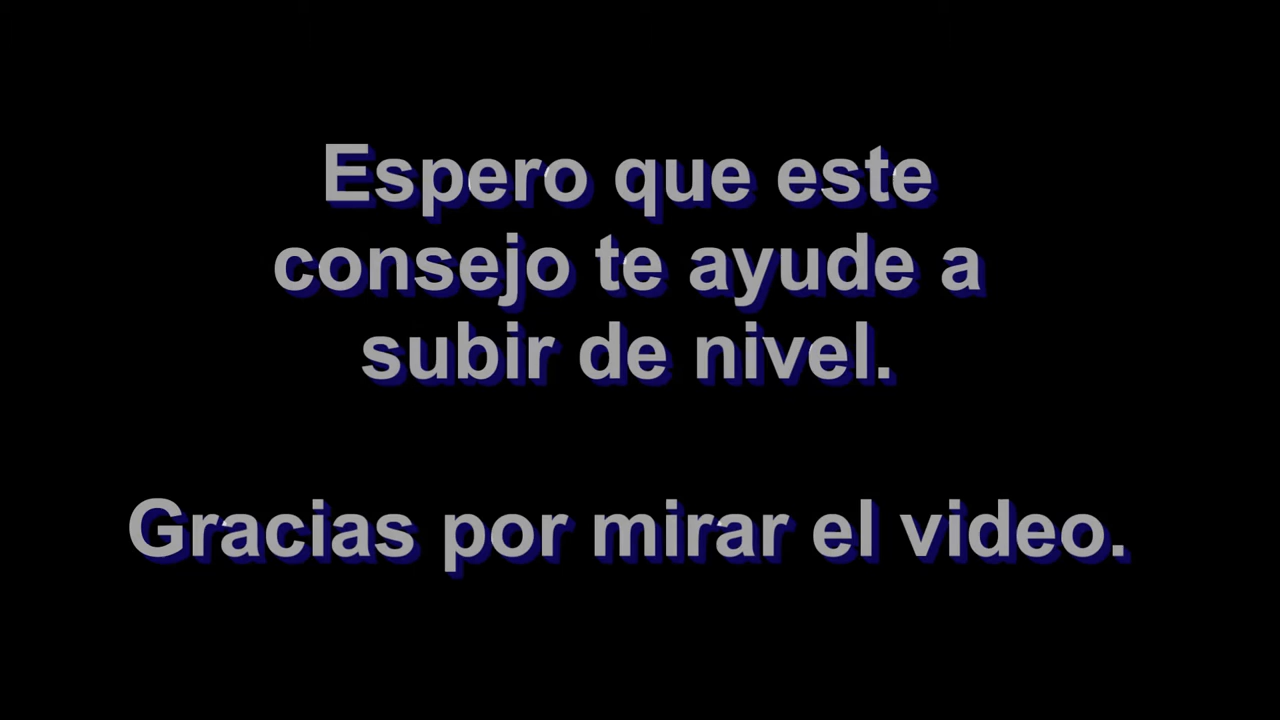 Espero que este
consejo te ayude a
subir de nivel.
Gracias por mirar el video.